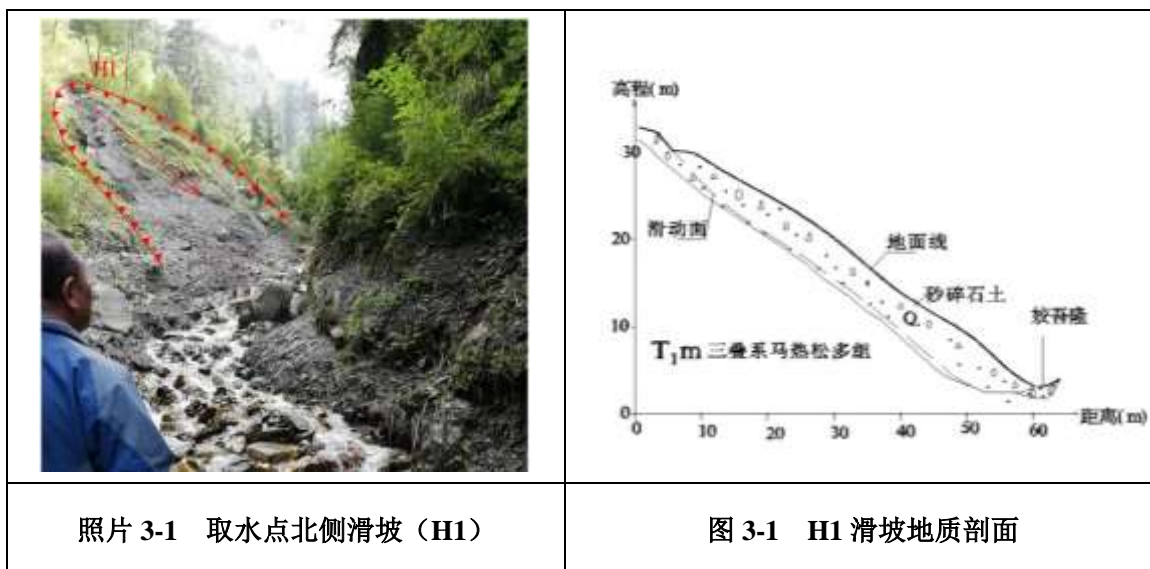 H1
高程(m)
30
滑动面
20
地面线
砂碎石土
Q
10
T₁m 三叠系马热松多组
0
0 10 20 30 40 50 60
距离(m)
照片 3-1 取水点北侧滑坡（H1）
图 3-1 H1 滑坡地质剖面